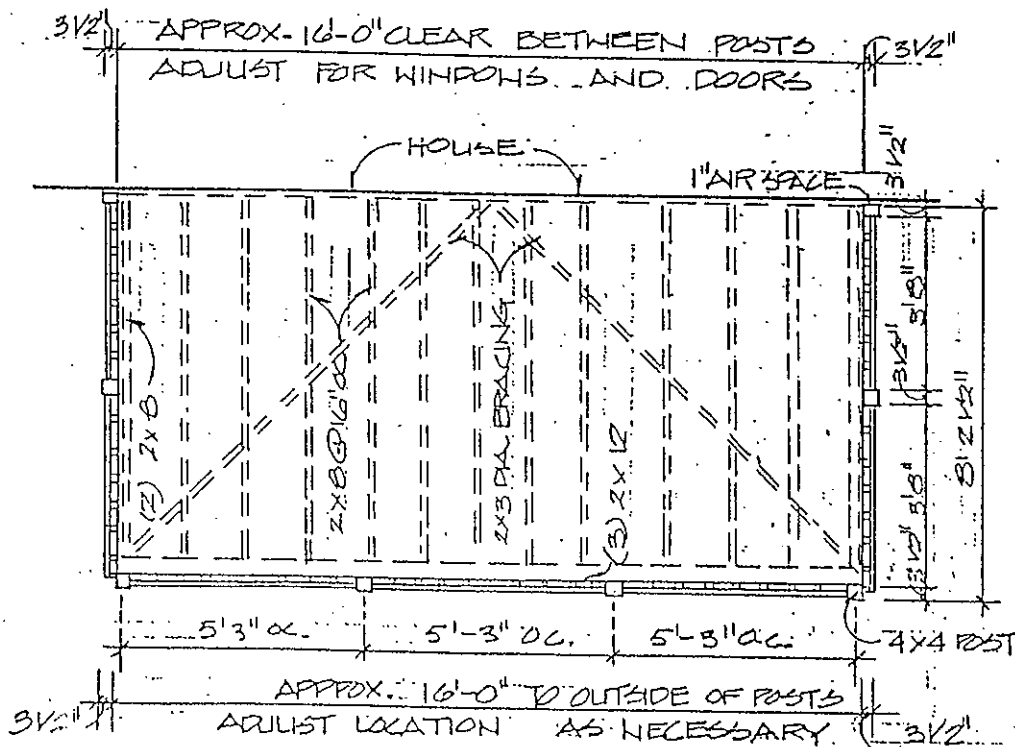 3 1/2"
APPROX. 16'-0" CLEAR BETWEEN POSTS
3 1/2"
ADJUST FOR WINDOWS AND DOORS
HOUSE
1" AIR SPACE
3 1/2"
3'8"
3 1/2"
8' 2 1/2"
3'8"
3 1/2"
(2) 2x8
2x8 @ 16" OC
2x3 DIA. BRACING
(3) 2x12
5'3" OC.
5'-3" OC.
5'-3" OC.
4x4 POST
APPROX. 16'-0" TO OUTSIDE OF POSTS
3 1/2"
ADJUST LOCATION AS NECESSARY
3 1/2"